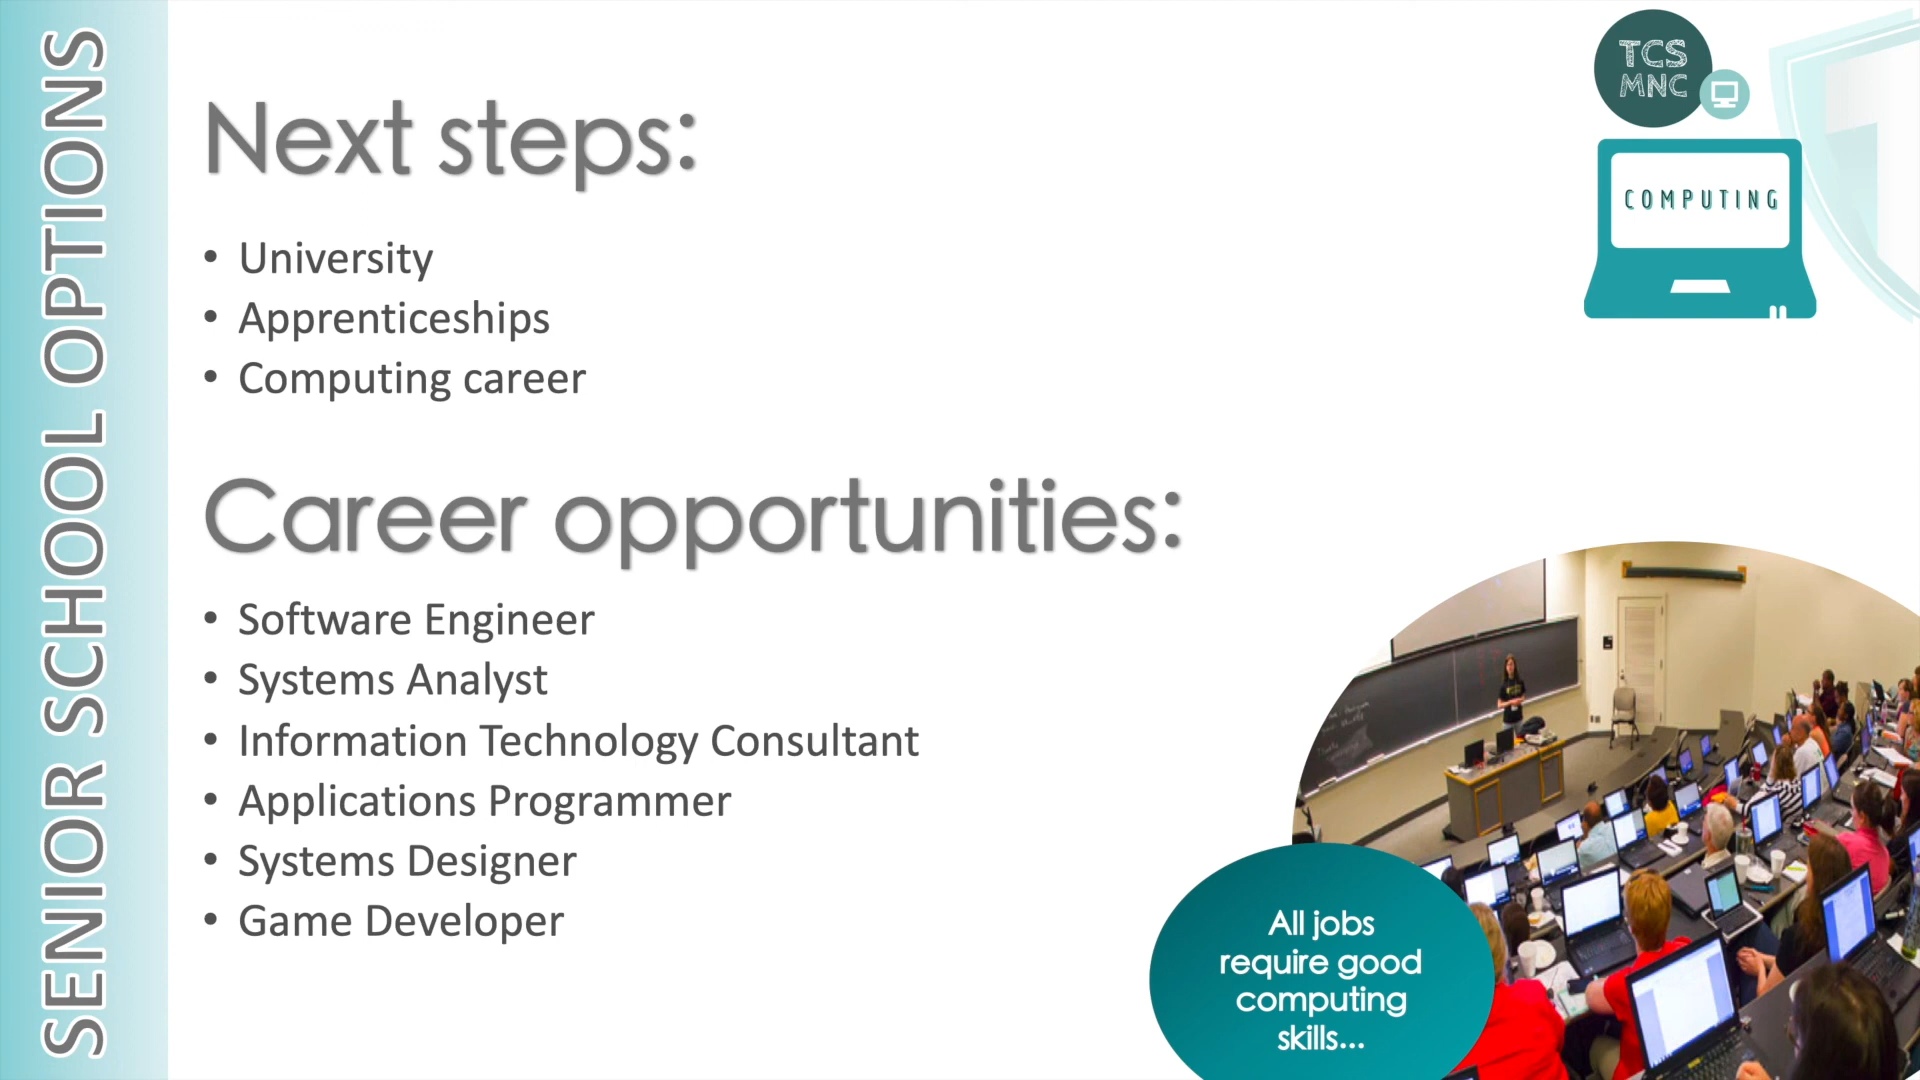 SENIOR SCHOOL OPTIONS
Next steps:
• University
• Apprenticeships
• Computing career
Career opportunities:
• Software Engineer
• Systems Analyst
• Information Technology Consultant
• Applications Programmer
• Systems Designer
• Game Developer
TCS
MNC
COMPUTING
All jobs
require good
computing
skills...